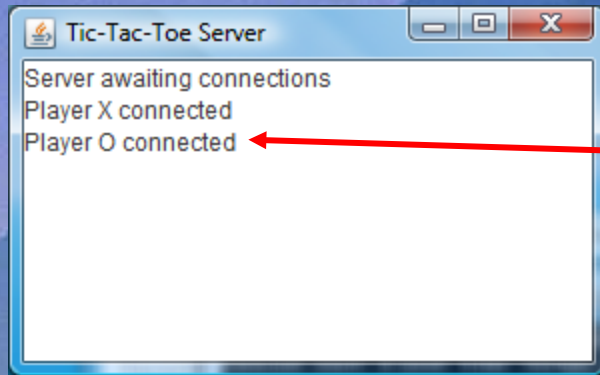 Tic-Tac-Toe Server
Server awaiting connections
Player X connected
Player O connected